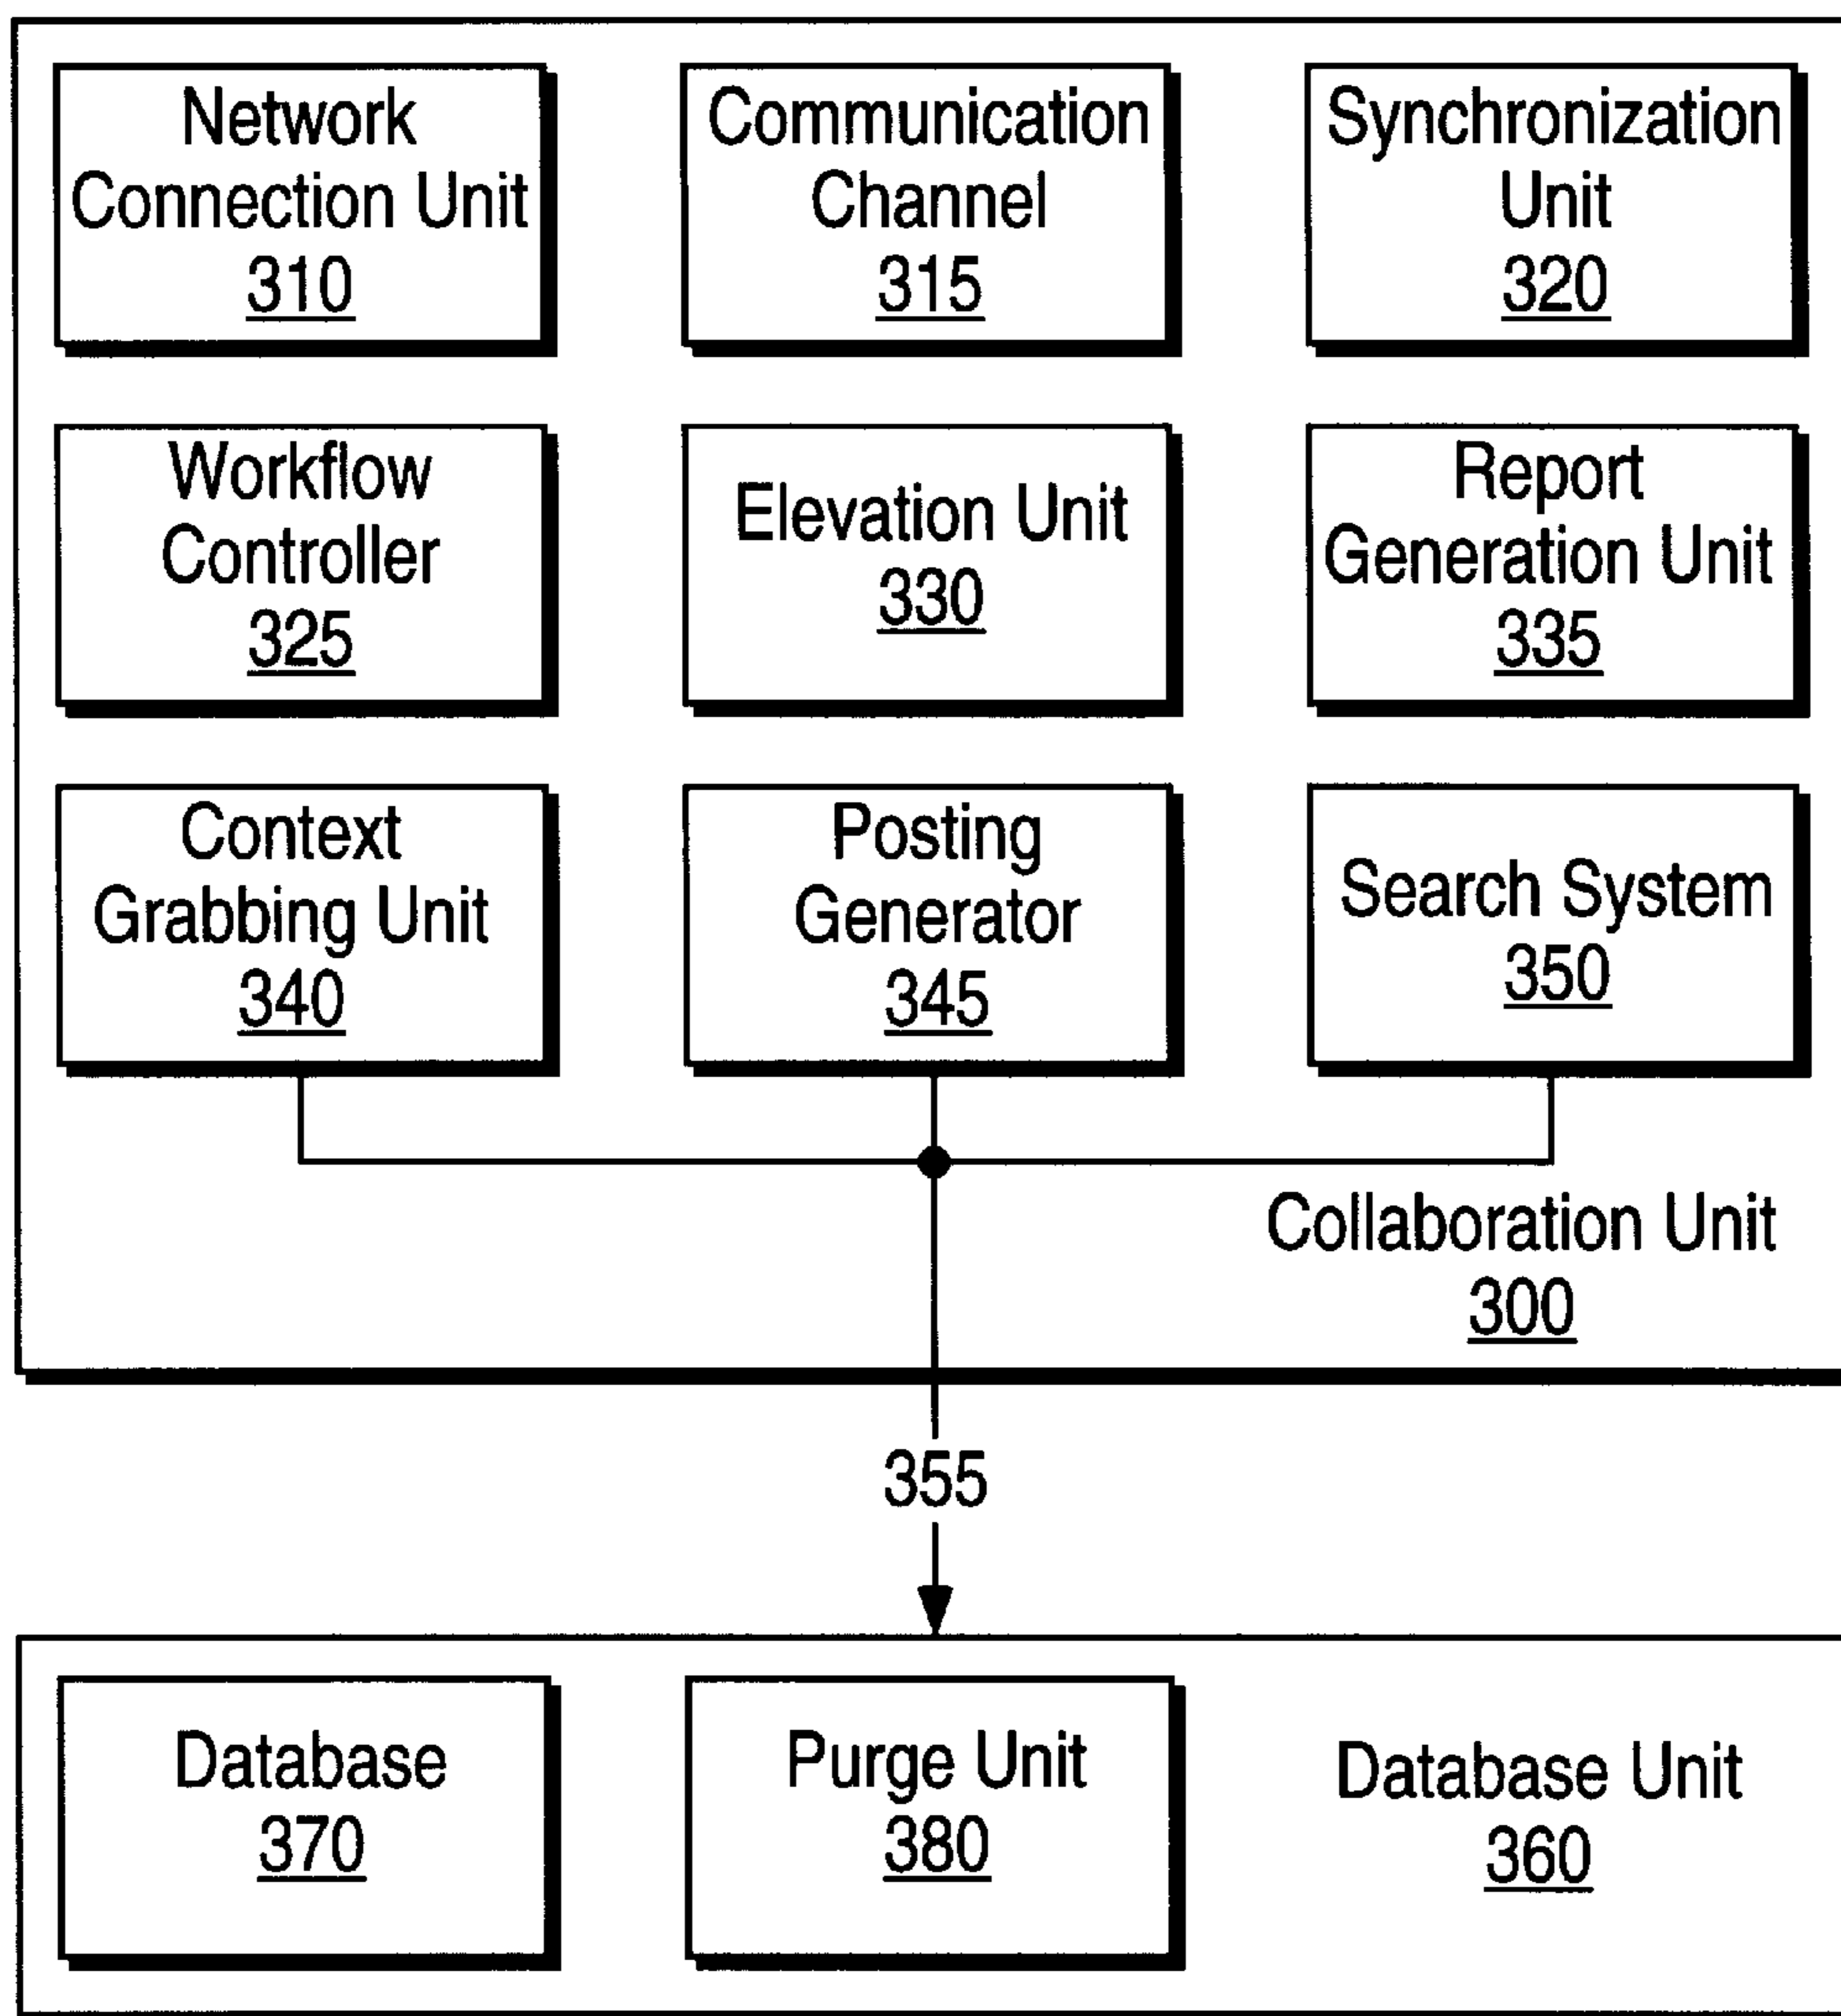 Network
Connection Unit
310
Communication
Channel
315
Synchronization
Unit
320
Workflow
Controller
325
Elevation Unit
330
Report
Generation Unit
335
Context
Grabbing Unit
340
Posting
Generator
345
Search System
350
Collaboration Unit
300
355
Database
370
Purge Unit
380
Database Unit
360